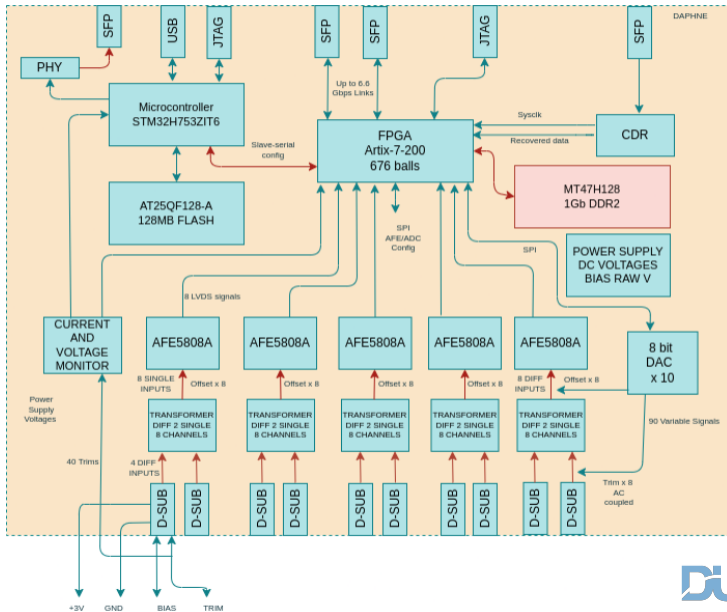 DAPHNE
SFP
USB
JTAG
SFP
SFP
JTAG
SFP
PHY
Up to 6.6
Gbps Links
Microcontroller
STM32H753ZIT6
Slave-serial
config
FPGA
Artix-7-200
676 balls
Sysclk
Recovered data
CDR
AT25QF128-A
128MB FLASH
MT47H128
1Gb DDR2
SPI
AFE/ADC
Config
SPI
POWER SUPPLY
DC VOLTAGES
BIAS RAW V
8 LVDS signals
CURRENT
AND
VOLTAGE
MONITOR
AFE5808A
AFE5808A
AFE5808A
AFE5808A
AFE5808A
8 bit
DAC
x 10
8 SINGLE
INPUTS
Offset x 8
Offset x 8
Offset x 8
Offset x 8
8 DIFF
INPUTS
Offset x 8
Power
Supply
Voltages
TRANSFORMER
DIFF 2 SINGLE
8 CHANNELS
TRANSFORMER
DIFF 2 SINGLE
8 CHANNELS
TRANSFORMER
DIFF 2 SINGLE
8 CHANNELS
TRANSFORMER
DIFF 2 SINGLE
8 CHANNELS
TRANSFORMER
DIFF 2 SINGLE
8 CHANNELS
90 Variable Signals
40 Trims
4 DIFF
INPUTS
Trim x 8
AC
coupled
D-SUB
D-SUB
D-SUB
D-SUB
D-SUB
D-SUB
D-SUB
D-SUB
D-SUB
D-SUB
+3V
GND
BIAS
TRIM